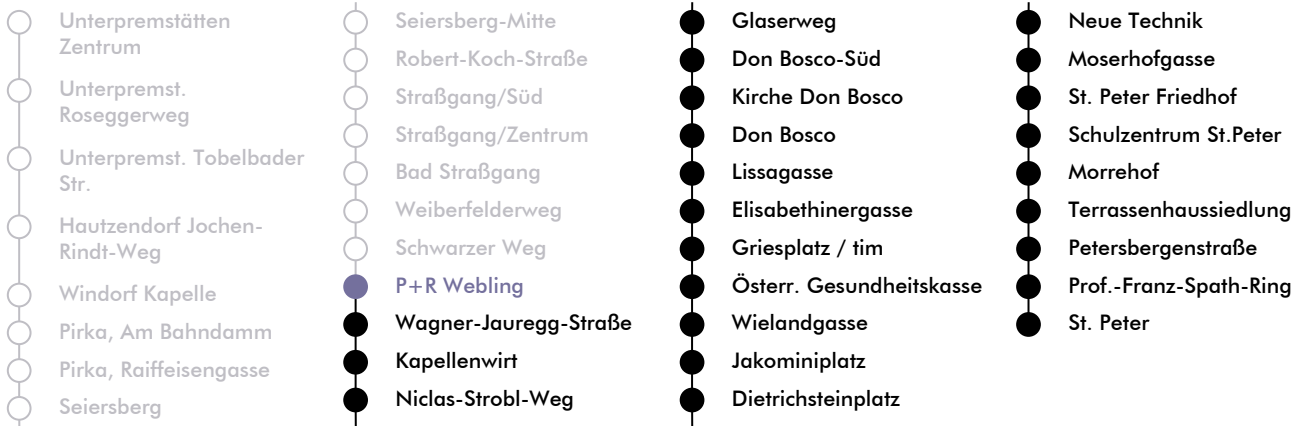 Unterpremstätten
Zentrum
Unterpremst.
Roseggerweg
Unterpremst. Tobelbader
Str.
Hautzendorf Jochen-
Rindt-Weg
Windorf Kapelle
Pirka, Am Bahndamm
Pirka, Raiffeisengasse
Seiersberg
Seiersberg-Mitte
Robert-Koch-Straße
Straßgang/Süd
Straßgang/Zentrum
Bad Straßgang
Weiberfelderweg
Schwarzer Weg
P+R Webling
Wagner-Jauregg-Straße
Kapellenwirt
Niclas-Strobl-Weg
Glaserweg
Don Bosco-Süd
Kirche Don Bosco
Don Bosco
Lissagasse
Elisabethinergasse
Griesplatz / tim
Österr. Gesundheitskasse
Wielandgasse
Jakominiplatz
Dietrichsteinplatz
Neue Technik
Moserhofgasse
St. Peter Friedhof
Schulzentrum St.Peter
Morrehof
Terrassenhaussiedlung
Petersbergenstraße
Prof.-Franz-Spath-Ring
St. Peter